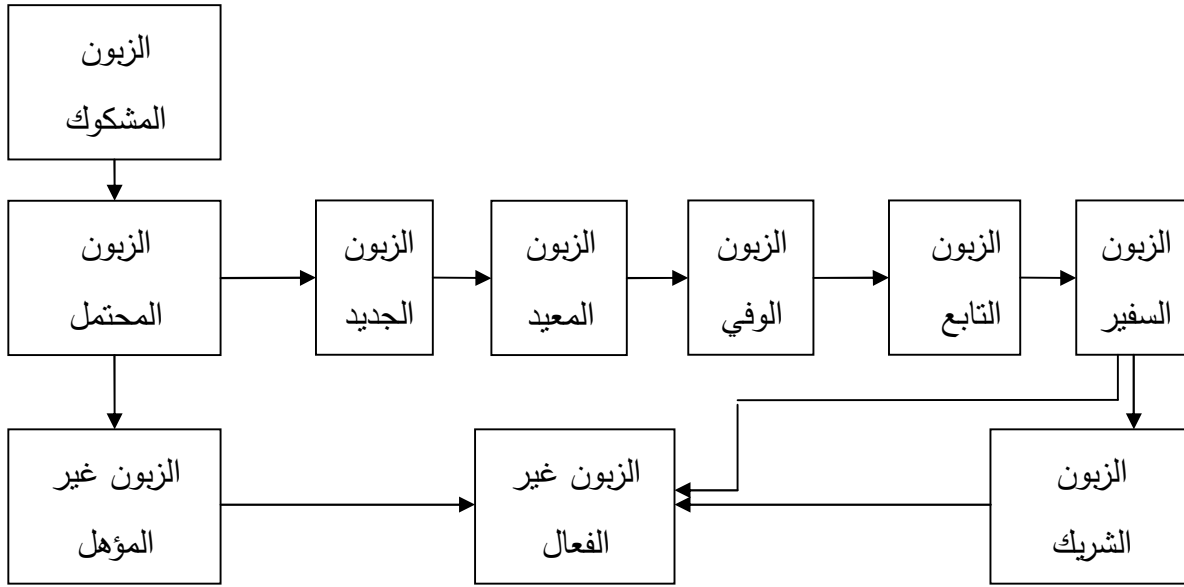 الزبون
المشكوك
الزبون
المحتمل
الزبون
الجديد
الزبون
المعيد
الزبون
الوفي
الزبون
التابع
الزبون
السفير
الزبون غير
المؤهل
الزبون غير
الفعال
الزبون
الشريك